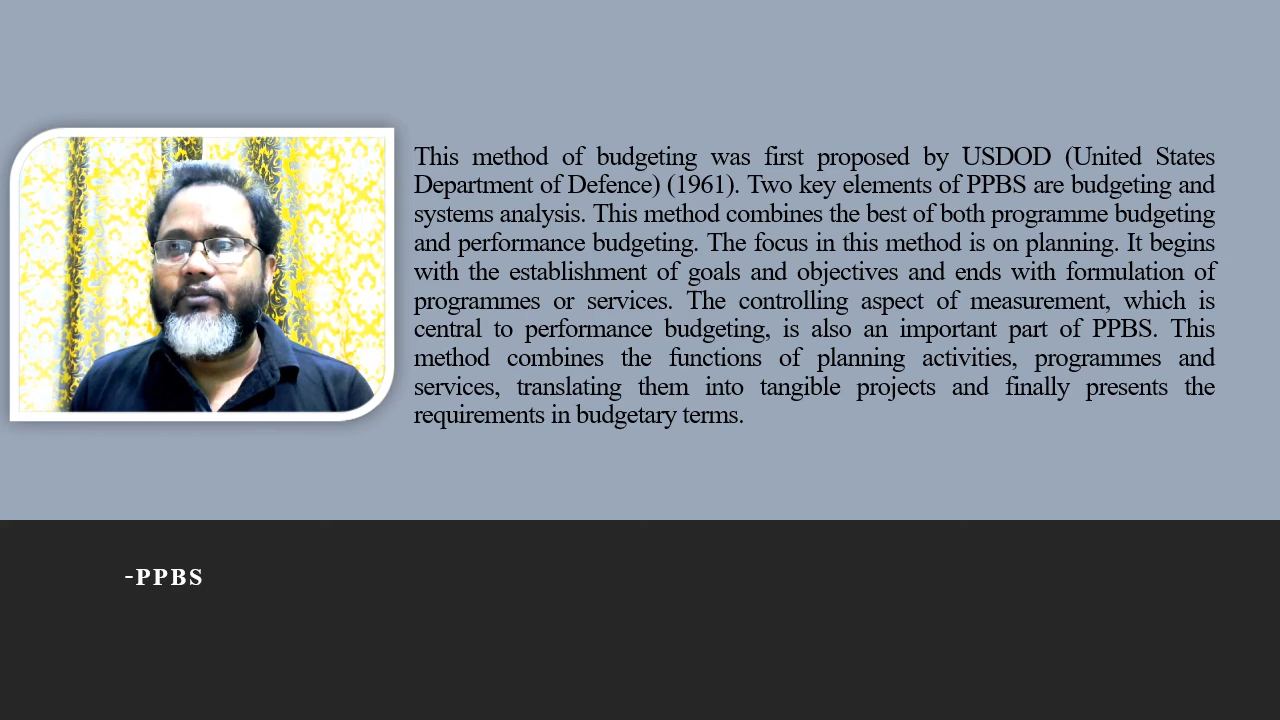 This method of budgeting was first proposed by USDOD (United States
Department of Defence) (1961). Two key elements of PPBS are budgeting and
systems analysis. This method combines the best of both programme budgeting
and performance budgeting. The focus in this method is on planning. It begins
with the establishment of goals and objectives and ends with formulation of
programmes or services. The controlling aspect of measurement, which is
central to performance budgeting, is also an important part of PPBS. This
method combines the functions of planning activities, programmes and
services, translating them into tangible projects and finally presents the
requirements in budgetary terms.
-PPBS